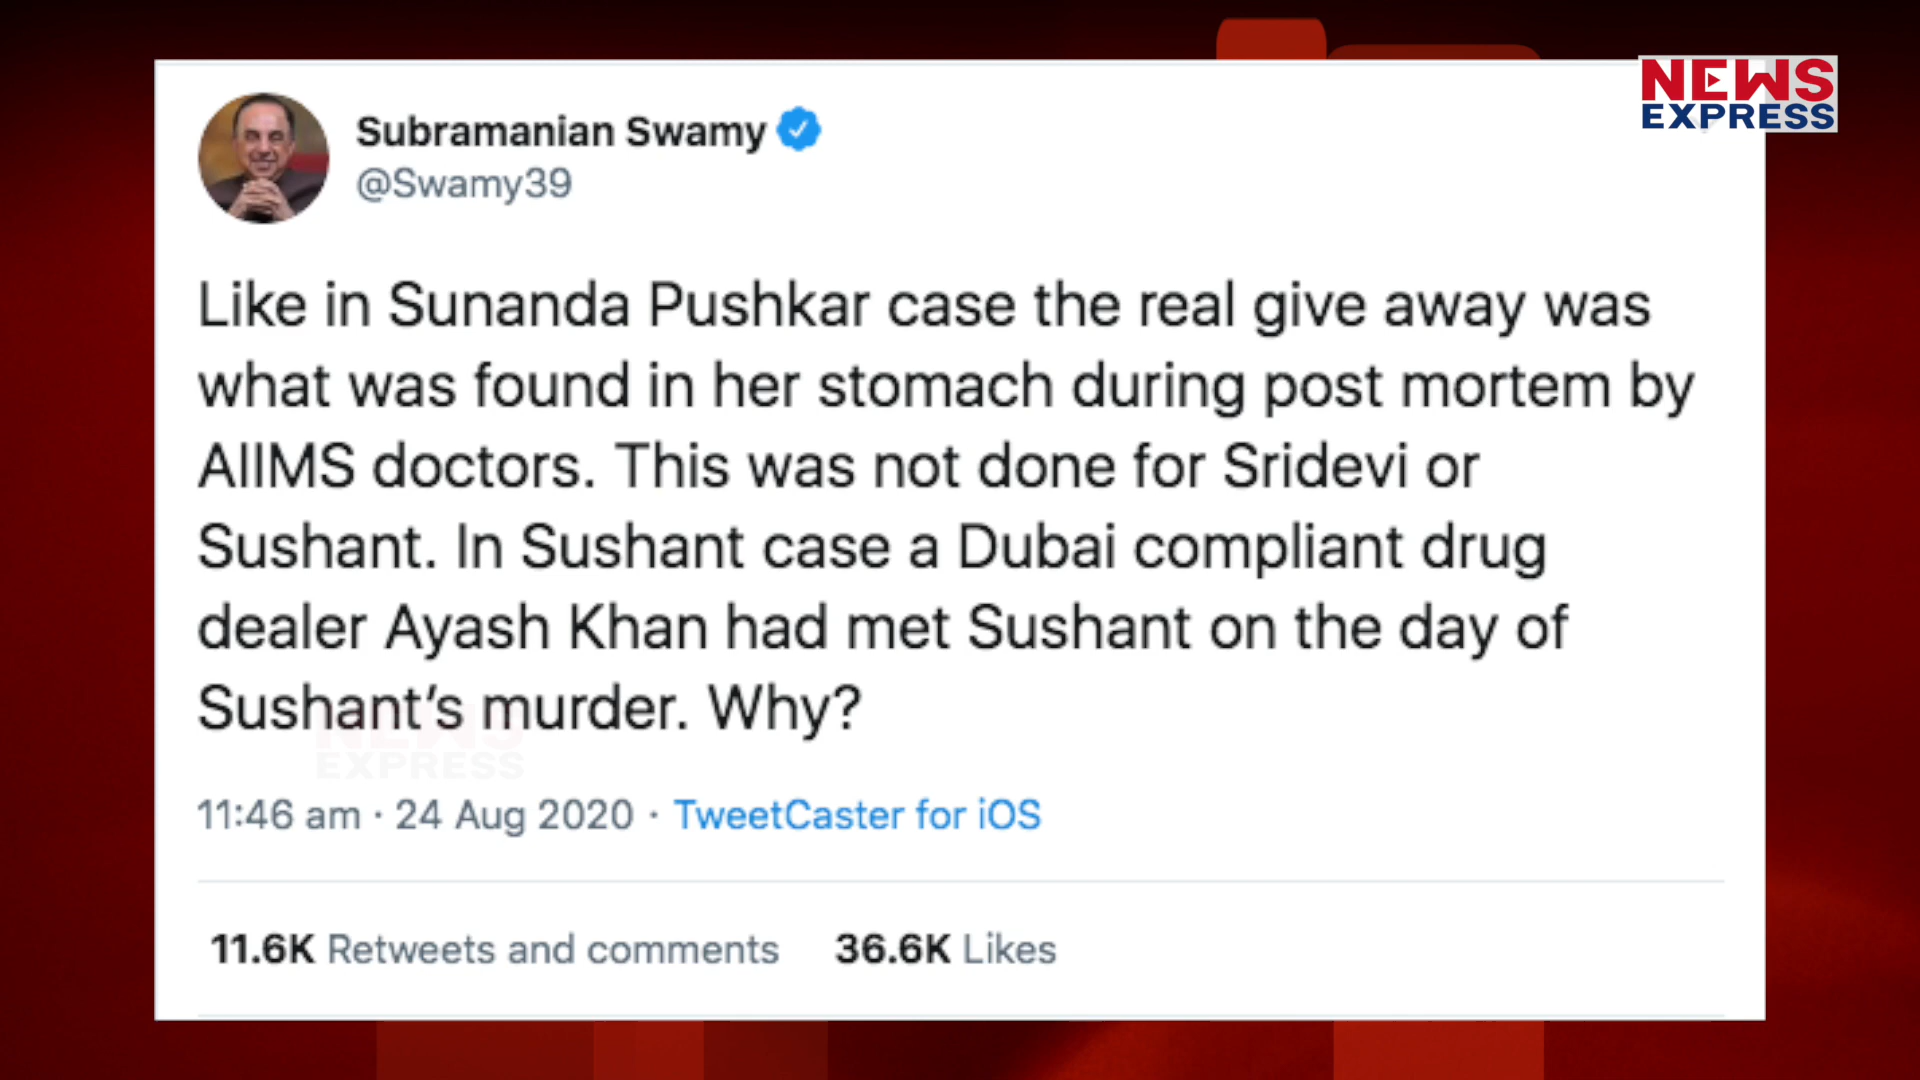 NEWS
EXPRESS
Subramanian Swamy
@Swamy39
Like in Sunanda Pushkar case the real give away was
what was found in her stomach during post mortem by
AIIMS doctors. This was not done for Sridevi or
Sushant. In Sushant case a Dubai compliant drug
dealer Ayash Khan had met Sushant on the day of
Sushant's murder. Why?
NEWS
EXPRESS
11:46 am · 24 Aug 2020 · TweetCaster for iOS
11.6K Retweets and comments 36.6K Likes